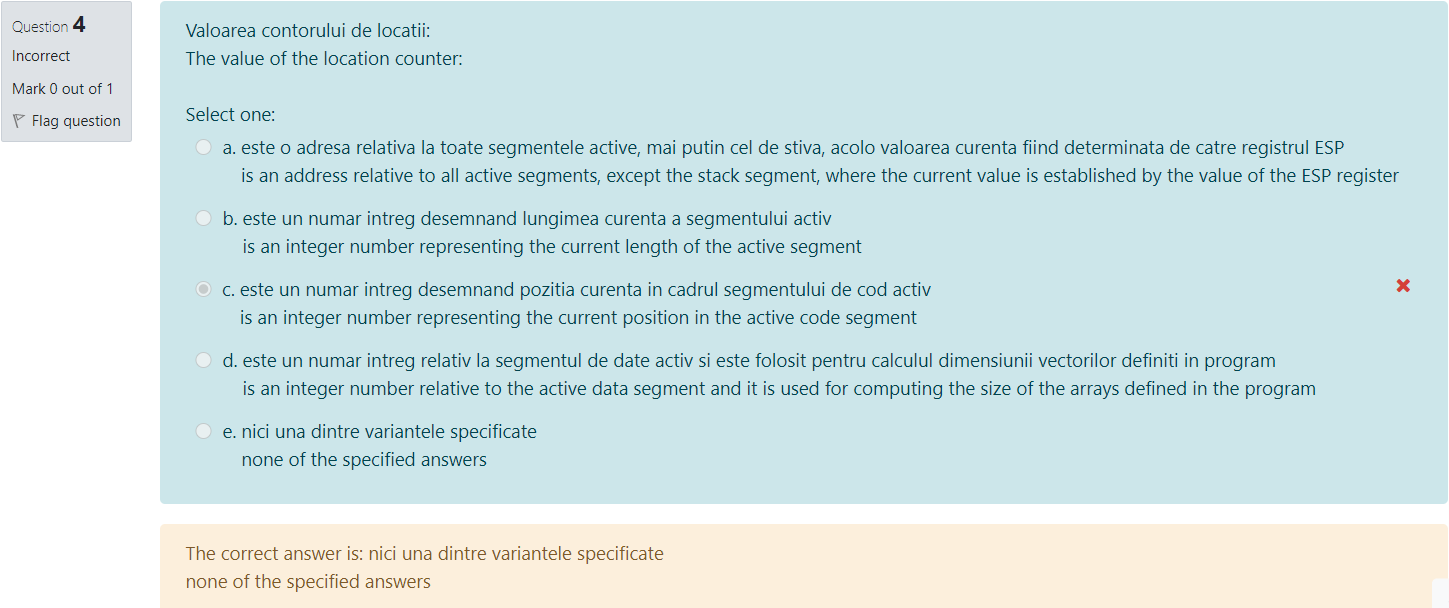 Question 4
Incorrect
Mark 0 out of 1
Flag question
Valoarea contorului de locatii:
The value of the location counter:
Select one:
a. este o adresa relativa la toate segmentele active, mai putin cel de stiva, acolo valoarea curenta fiind determinata de catre registrul ESP
is an address relative to all active segments, except the stack segment, where the current value is established by the value of the ESP register
b. este un numar intreg desemnand lungimea curenta a segmentului activ
is an integer number representing the current length of the active segment
c. este un numar intreg desemnand pozitia curenta in cadrul segmentului de cod activ
is an integer number representing the current position in the active code segment
d. este un numar intreg relativ la segmentul de date activ si este folosit pentru calculul dimensiunii vectorilor definiti in program
is an integer number relative to the active data segment and it is used for computing the size of the arrays defined in the program
e. nici una dintre variantele specificate
none of the specified answers
The correct answer is: nici una dintre variantele specificate
none of the specified answers